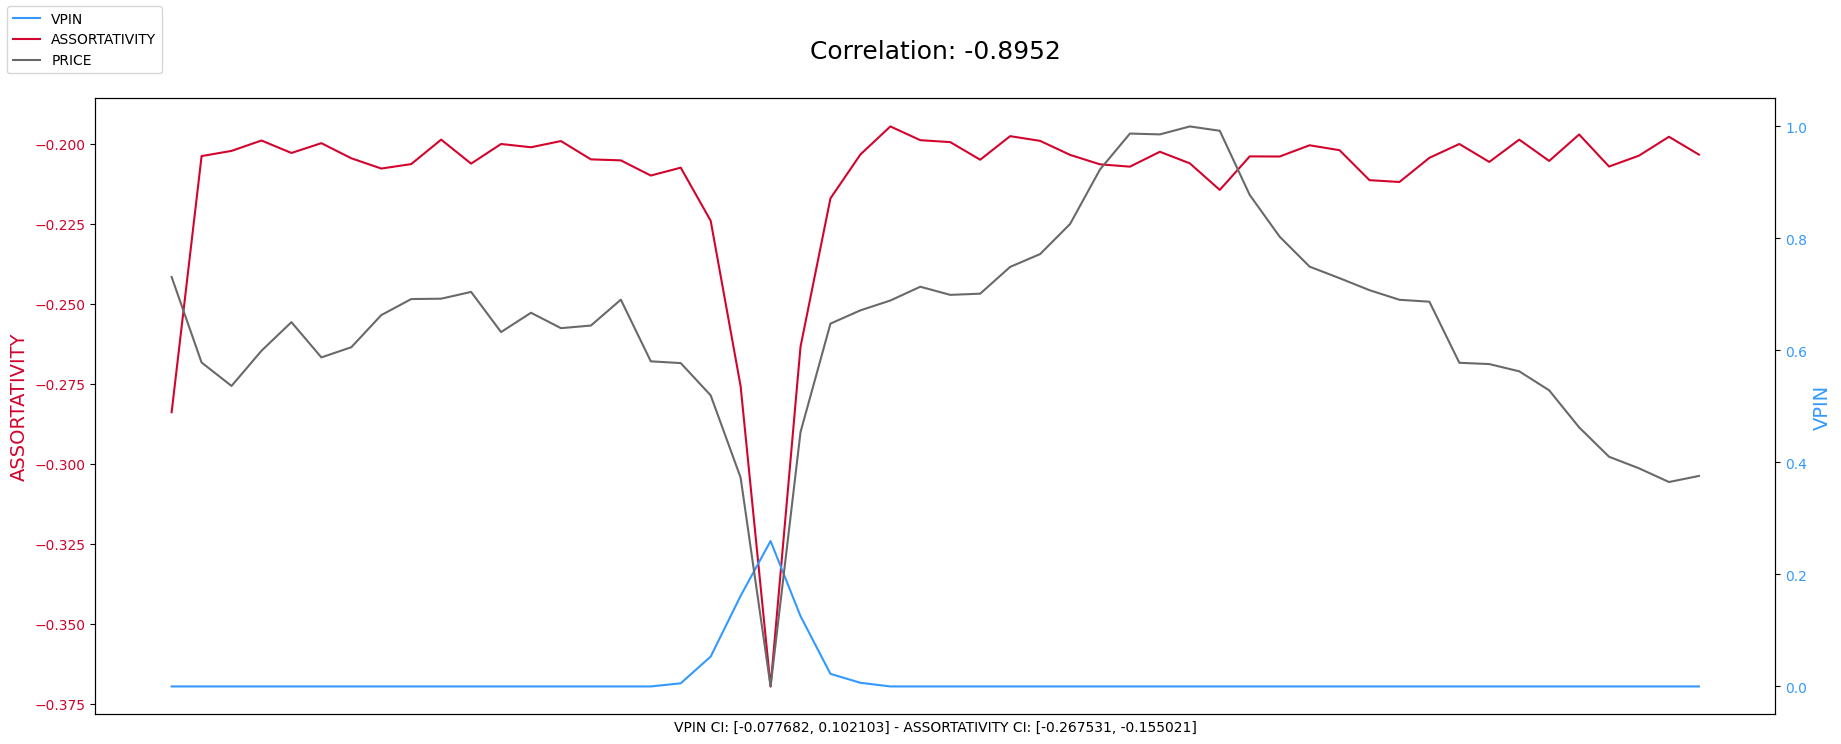 VPIN
ASSORTATIVITY
PRICE
Correlation: -0.8952
ASSORTATIVITY
−0.200
−0.225
−0.250
−0.275
−0.300
−0.325
−0.350
−0.375
1.0
0.8
0.6
0.4
0.2
0.0
VPIN
VPIN CI: [-0.077682, 0.102103] - ASSORTATIVITY CI: [-0.267531, -0.155021]